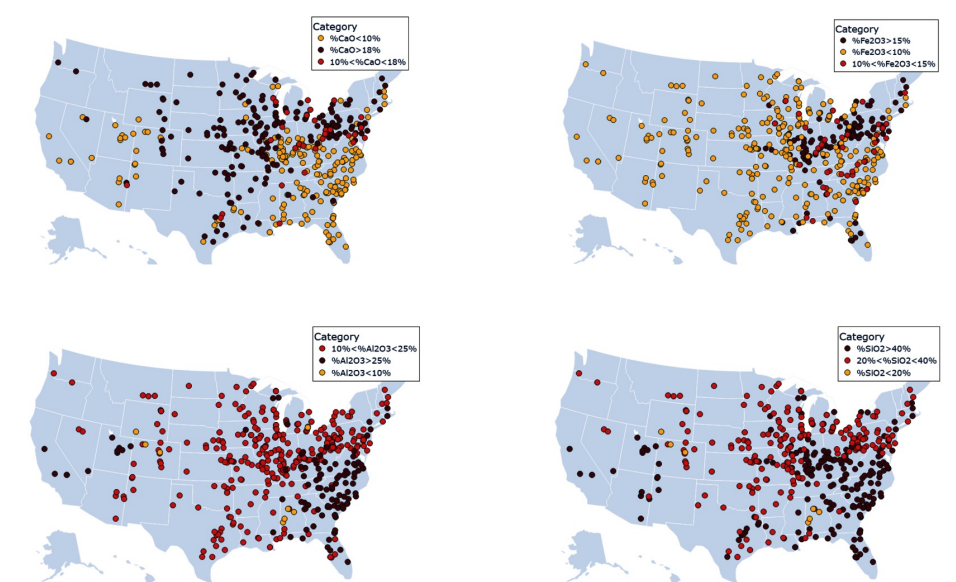 Category
%CaO<10%
%CaO>18%
10%<%CaO<18%
Category
%Fe2O3>15%
%Fe2O3<10%
10%<%Fe2O3<15%
Category
10%<%Al2O3<25%
%Al2O3>25%
%Al2O3<10%
Category
%SiO2>40%
20%<%SiO2<40%
%SiO2<20%